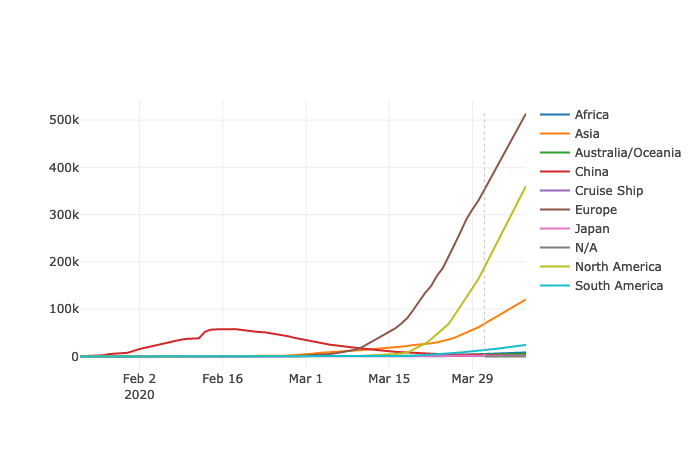 500k
400k
300k
200k
100k
0
Feb 2
2020
Feb 16
Mar 1
Mar 15
Mar 29
Africa
Asia
Australia/Oceania
China
Cruise Ship
Europe
Japan
N/A
North America
South America